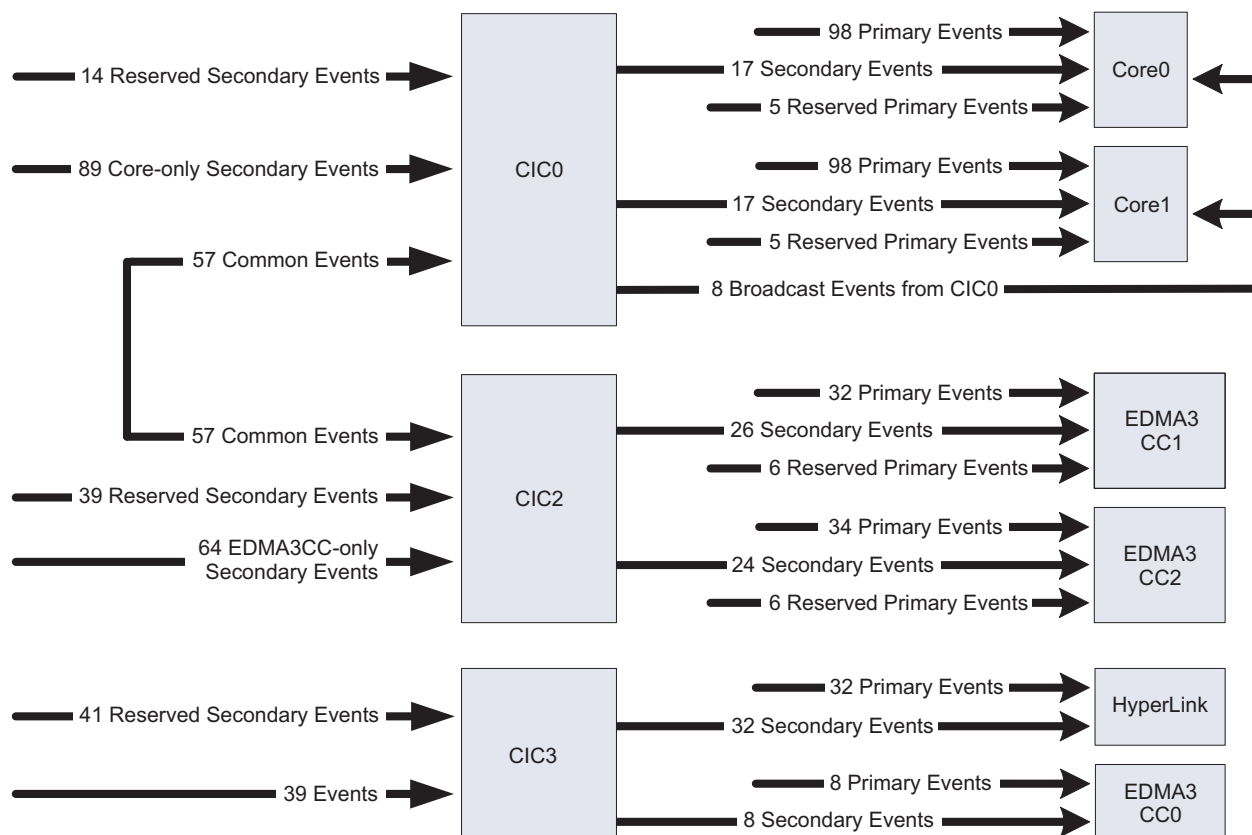 98 Primary Events
14 Reserved Secondary Events
17 Secondary Events
Core0
5 Reserved Primary Events
89 Core-only Secondary Events
CIC0
98 Primary Events
17 Secondary Events
Core1
5 Reserved Primary Events
57 Common Events
8 Broadcast Events from CIC0
32 Primary Events
57 Common Events
26 Secondary Events
EDMA3
CC1
6 Reserved Primary Events
39 Reserved Secondary Events
CIC2
34 Primary Events
64 EDMA3CC-only
Secondary Events
24 Secondary Events
EDMA3
CC2
6 Reserved Primary Events
32 Primary Events
41 Reserved Secondary Events
HyperLink
32 Secondary Events
CIC3
39 Events
8 Primary Events
EDMA3
CC0
8 Secondary Events